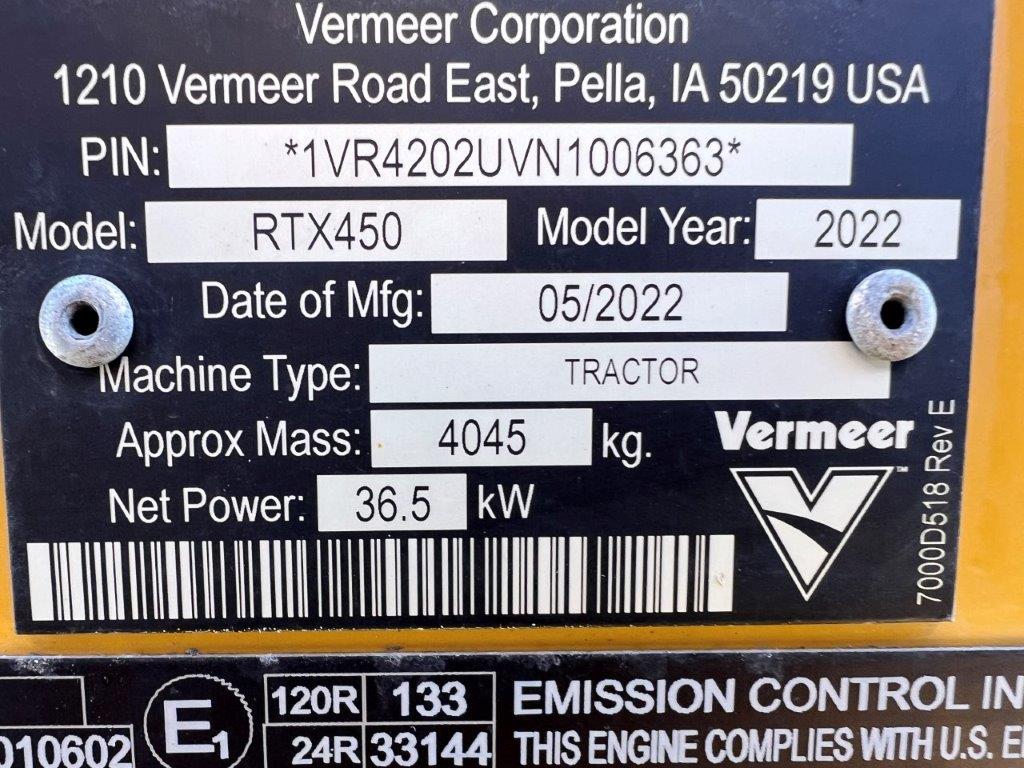 Vermeer Corporation
1210 Vermeer Road East, Pella, IA 50219 USA
PIN: *1VR4202UVN1006363*
Model: RTX450 Model Year: 2022
Date of Mfg: 05/2022
Machine Type: TRACTOR
Approx Mass: 4045 kg.
Net Power: 36.5 kW
Vermeer
™
7000D518 Rev E
E1 120R 133 EMISSION CONTROL IN
010602 24R 33144 THIS ENGINE COMPLIES WITH U.S.